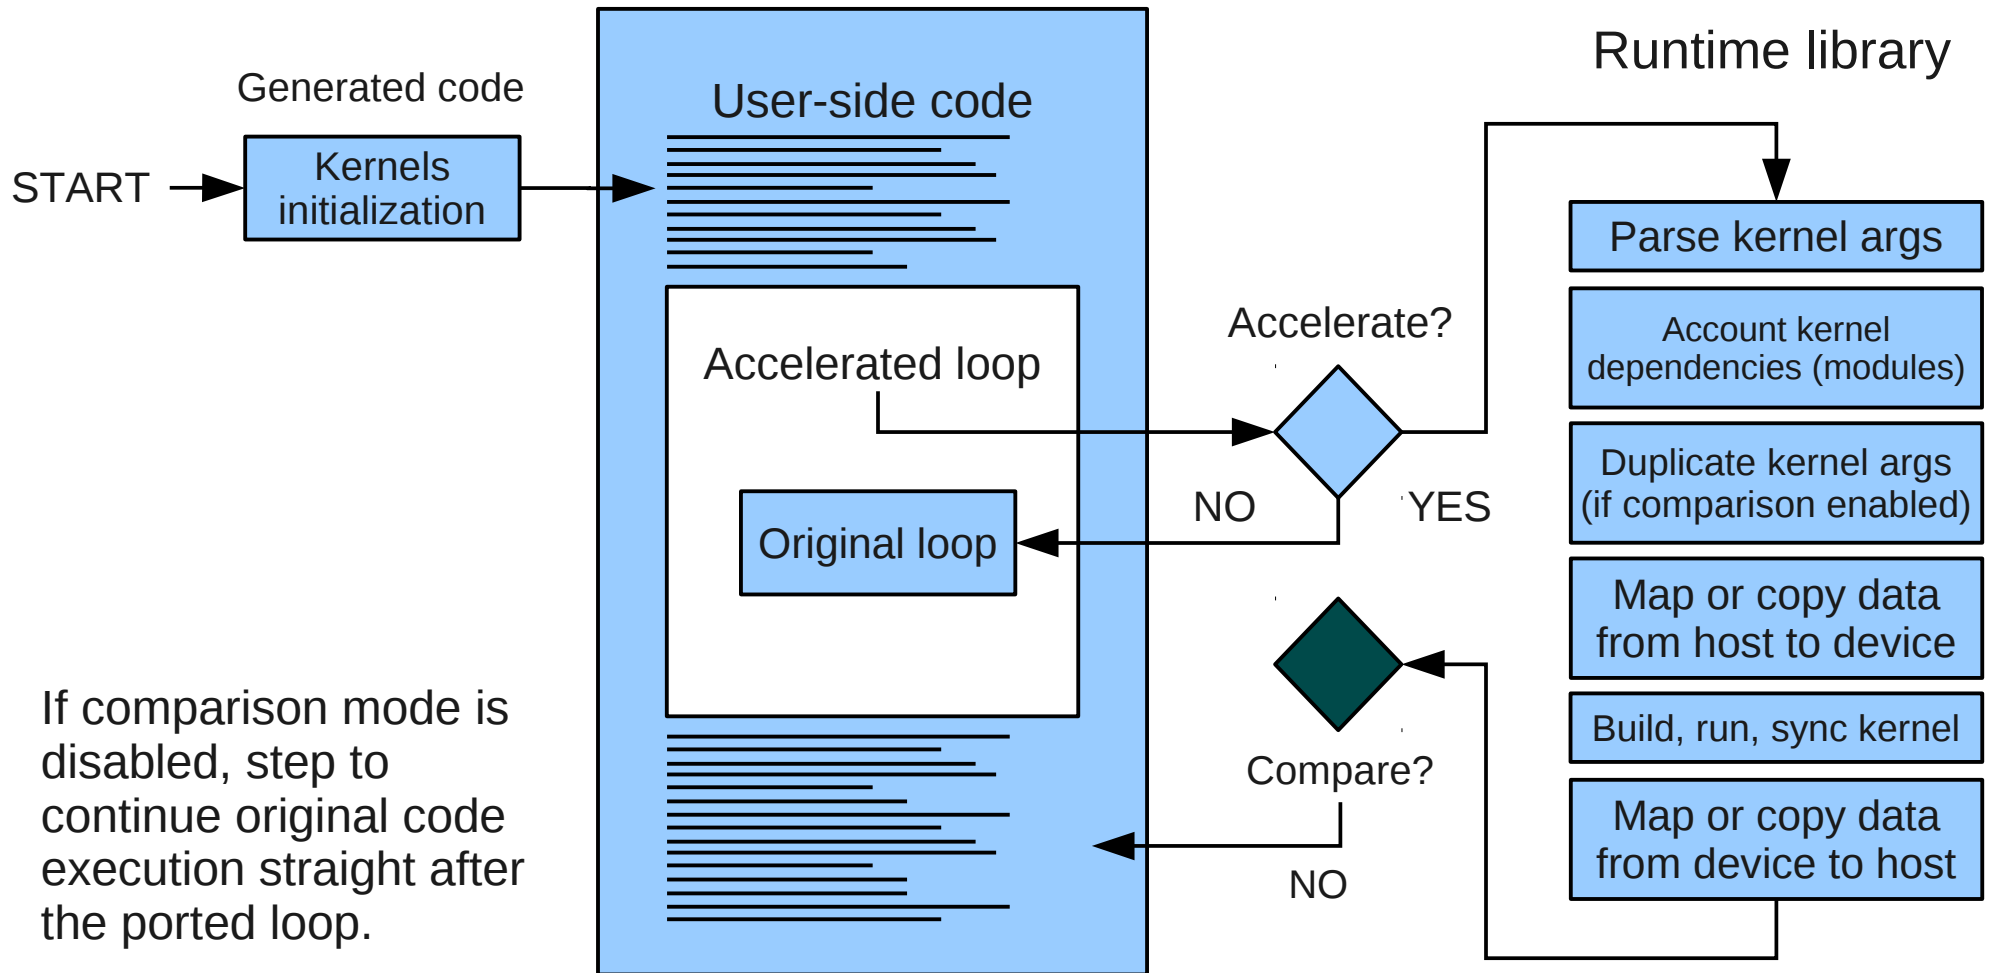 Runtime library
Generated code
User-side code
START
Kernels
initialization
Parse kernel args
Account kernel
dependencies (modules)
Accelerate?
Accelerated loop
Duplicate kernel args
(if comparison enabled)
NO
YES
Original loop
Map or copy data
from host to device
If comparison mode is
disabled, step to
continue original code
execution straight after
the ported loop.
Build, run, sync kernel
Compare?
Map or copy data
from device to host
NO